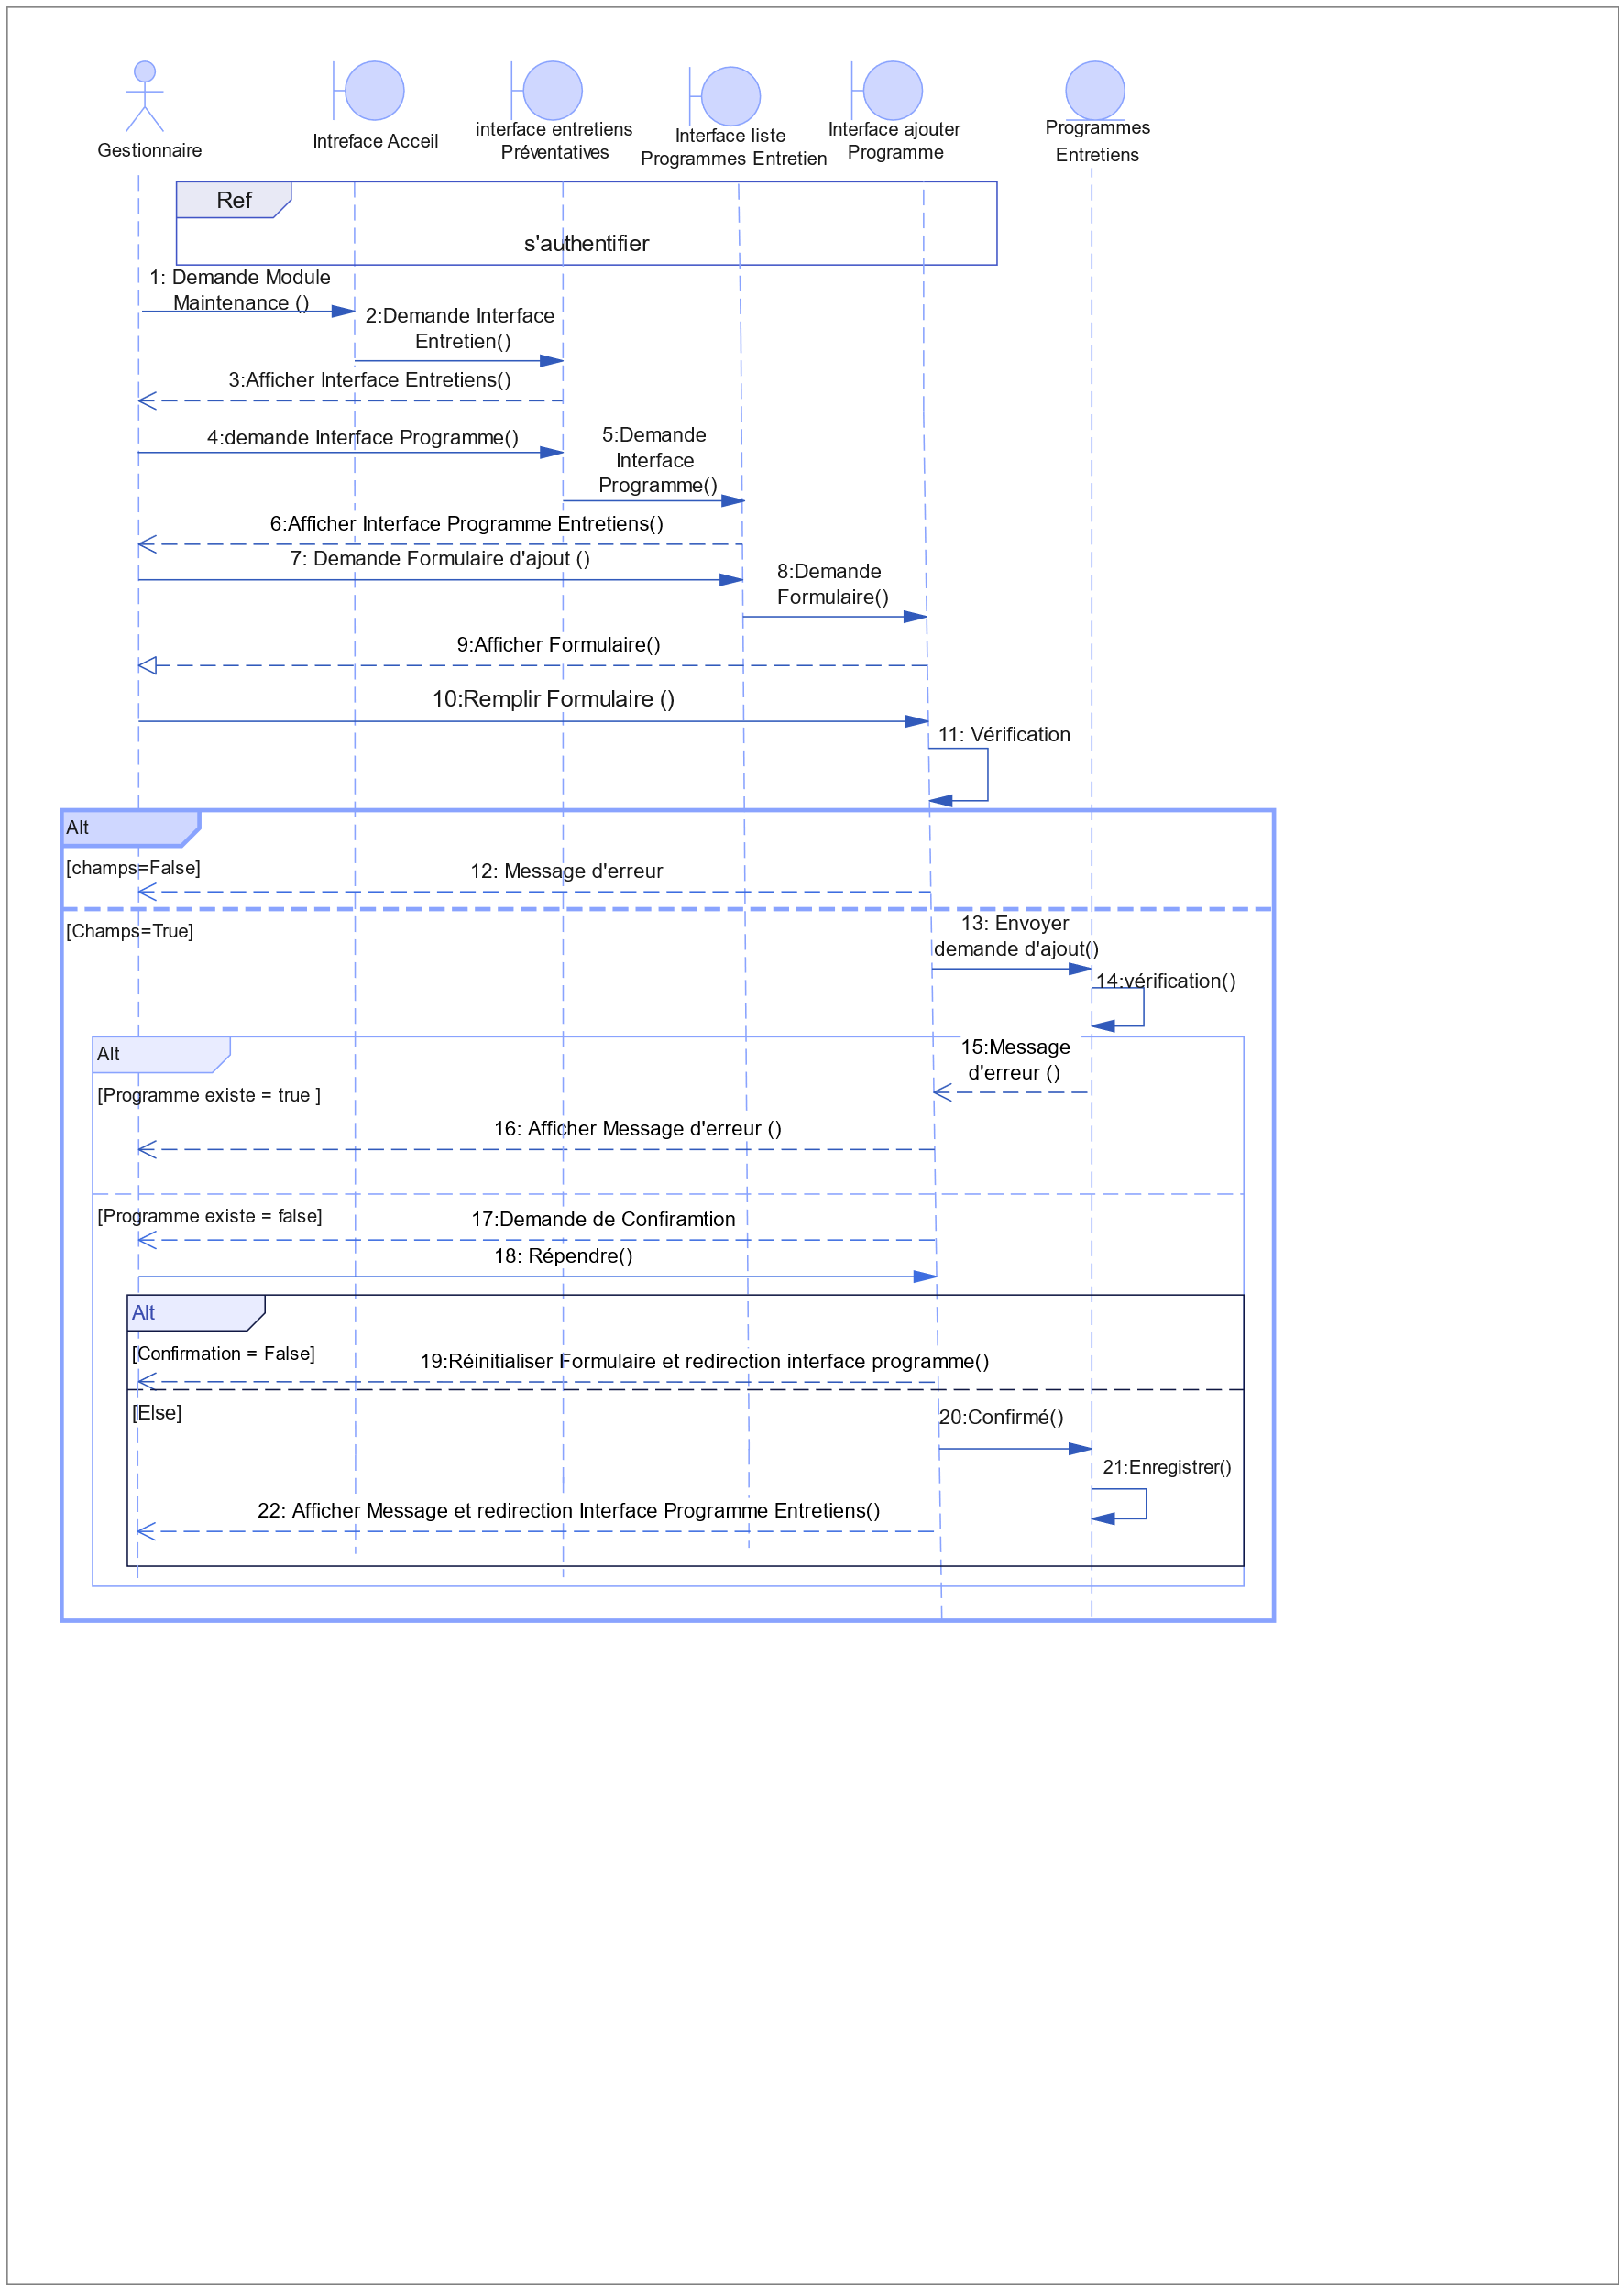 Gestionnaire
Intreface Acceil
interface entretiens
Préventatives
Interface liste
Programmes Entretien
Interface ajouter
Programme
Programmes
Entretiens
Ref
s'authentifier
1: Demande Module
Maintenance ()
2:Demande Interface
Entretien()
3:Afficher Interface Entretiens()
4:demande Interface Programme()
5:Demande
Interface
Programme()
6:Afficher Interface Programme Entretiens()
7: Demande Formulaire d'ajout ()
8:Demande
Formulaire()
9:Afficher Formulaire()
10:Remplir Formulaire ()
11: Vérification
Alt
[champs=False]
12: Message d'erreur
[Champs=True]
13: Envoyer
demande d'ajout()
14:vérification()
Alt
15:Message
d'erreur ()
[Programme existe = true ]
16: Afficher Message d'erreur ()
[Programme existe = false]
17:Demande de Confiramtion
18: Répendre()
Alt
[Confirmation = False]
19:Réinitialiser Formulaire et redirection interface programme()
[Else]
20:Confirmé()
21:Enregistrer()
22: Afficher Message et redirection Interface Programme Entretiens()